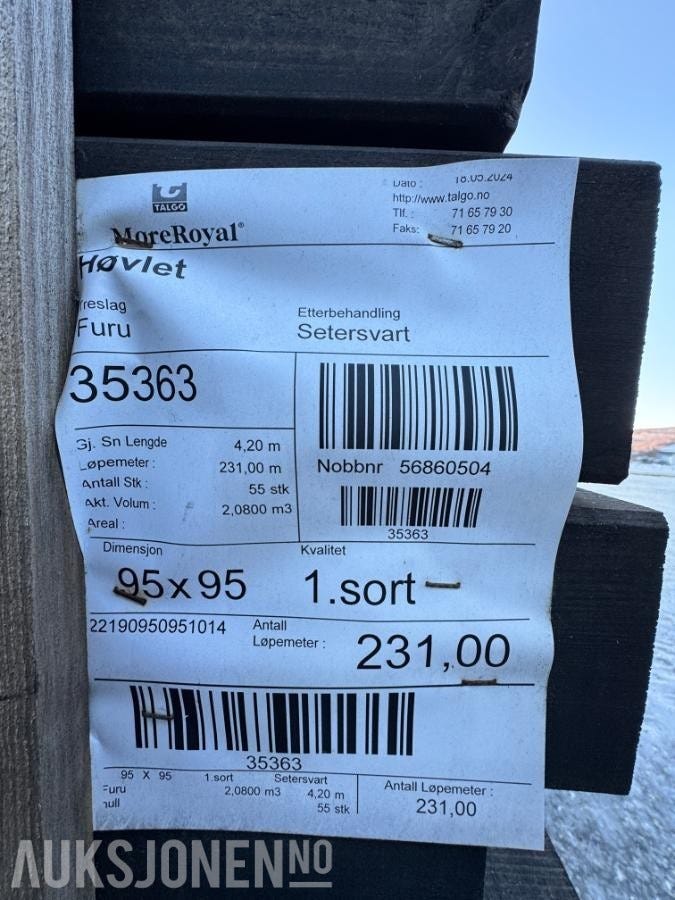 TALGO
MoreRoyal®
Dato : 18.05.2024
http://www.talgo.no
Tlf. : 71 65 79 30
Faks: 71 65 79 20
Høvlet
Treslag
Furu
Etterbehandling
Setersvart
35363
Gj. Sn Lengde 4,20 m
Løpemeter : 231,00 m
Antall Stk : 55 stk
Akt. Volum : 2,0800 m3
Areal :
Nobbnr 56860504
35363
Dimensjon
95x95
Kvalitet
1.sort
22190950951014
Antall
Løpemeter : 231,00
35363
95 X 95 1.sort Setersvart
Furu 2,0800 m3 4,20 m
null 55 stk
Antall Løpemeter :
231,00
AUKSJONEN NO